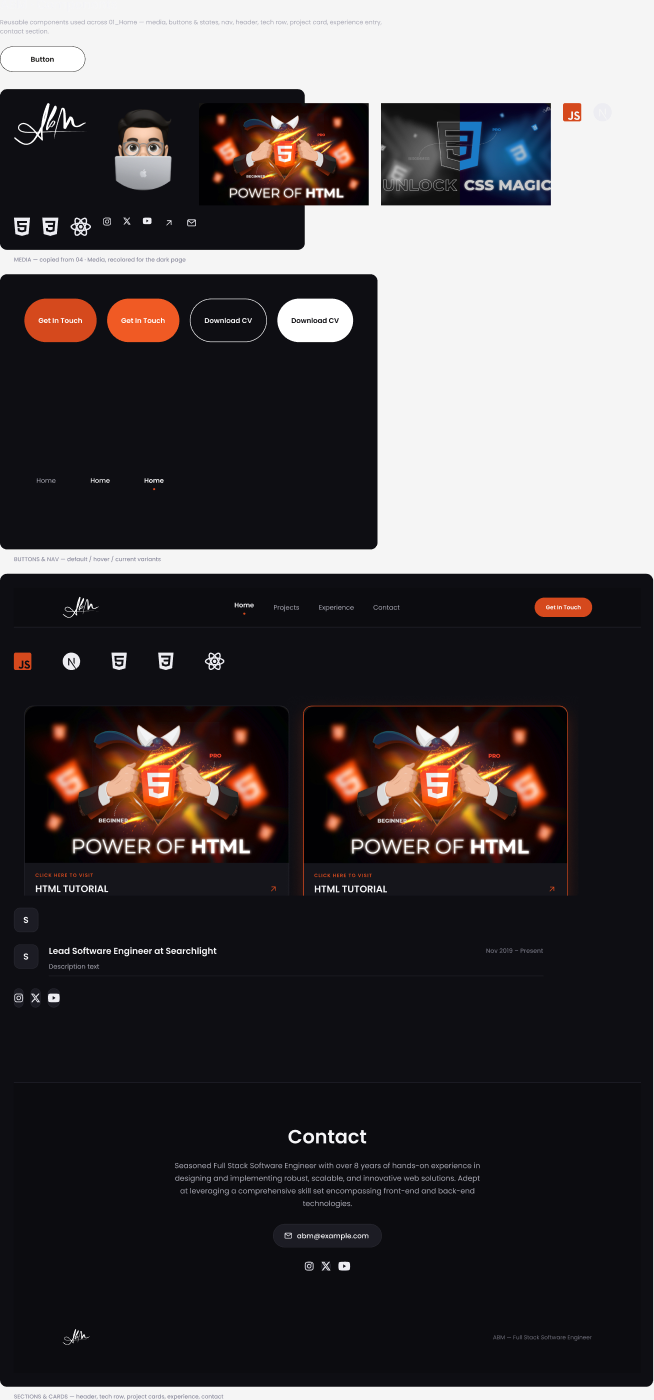 Reusable components used across 01_Home — media, buttons & states, nav, header, tech row, project card, experience entry,
contact section.
Button
ABM
BEGINNER
PRO
POWER OF HTML
UNLOCK CSS MAGIC
JS
MEDIA — copied from 04 · Media, recolored for the dark page
Get In Touch
Get In Touch
Download CV
Download CV
Home
Home
Home
BUTTONS & NAV — default / hover / current variants
ABM
Home
Projects
Experience
Contact
Get In Touch
JS
N
PRO
BEGINNER
POWER OF HTML
CLICK HERE TO VISIT
HTML TUTORIAL
PRO
BEGINNER
POWER OF HTML
CLICK HERE TO VISIT
HTML TUTORIAL
S
S
Lead Software Engineer at Searchlight
Nov 2019 – Present
Description text
Contact
Seasoned Full Stack Software Engineer with over 8 years of hands-on experience in
designing and implementing robust, scalable, and innovative web solutions. Adept
at leveraging a comprehensive skill set encompassing front-end and back-end
technologies.
abm@example.com
ABM
ABM — Full Stack Software Engineer
SECTIONS & CARDS — header, tech row, project cards, experience, contact